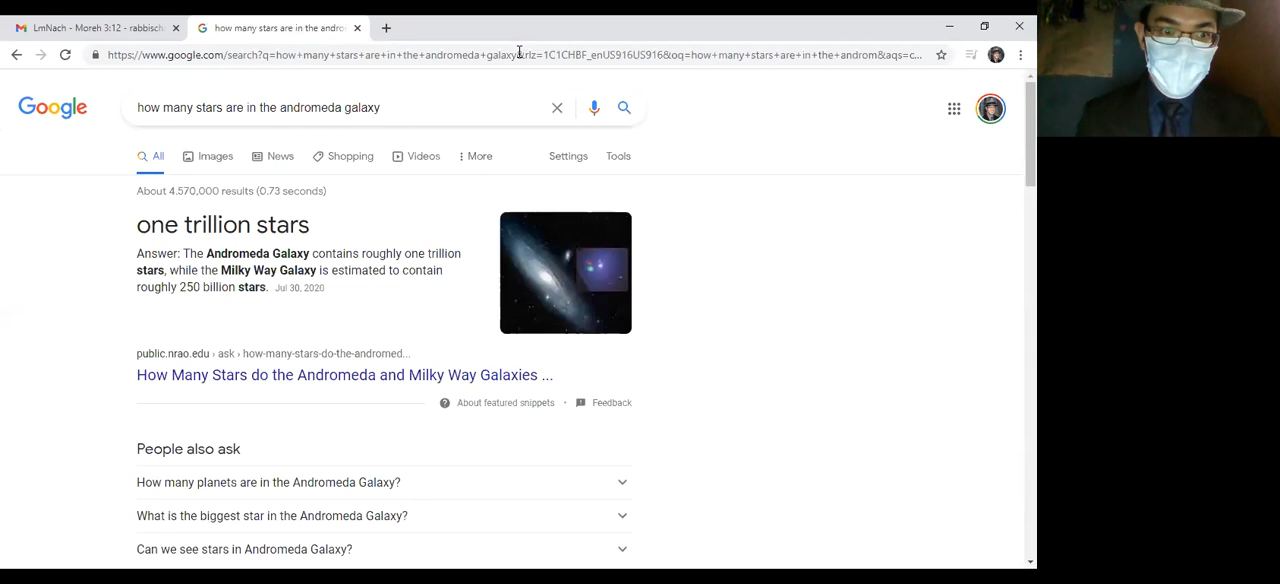 LmNach - Moreh 3:12 - rabbisch
how many stars are in the andro
https://www.google.com/search?q=how+many+stars+are+in+the+andromeda+galaxy&rlz=1C1CHBF_enUS916US916&oq=how+many+stars+are+in+the+androm&aqs=c...
Google
how many stars are in the andromeda galaxy
All Images News Shopping Videos More Settings Tools
About 4,570,000 results (0.73 seconds)
one trillion stars
Answer: The Andromeda Galaxy contains roughly one trillion
stars, while the Milky Way Galaxy is estimated to contain
roughly 250 billion stars. Jul 30, 2020
public.nrao.edu › ask › how-many-stars-do-the-andromed...
How Many Stars do the Andromeda and Milky Way Galaxies ...
About featured snippets • Feedback
People also ask
How many planets are in the Andromeda Galaxy?
What is the biggest star in the Andromeda Galaxy?
Can we see stars in Andromeda Galaxy?